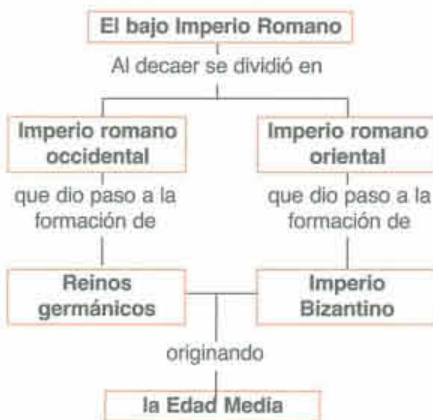 El bajo Imperio Romano
Al decaer se dividió en
Imperio romano
occidental
Imperio romano
oriental
que dio paso a la
formación de
que dio paso a la
formación de
Reinos
germánicos
Imperio
Bizantino
originando
la Edad Media